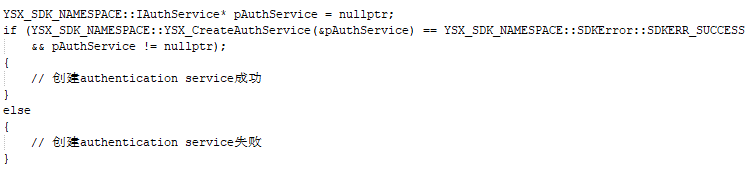 YSX_SDK_NAMESPACE::IAuthService* pAuthService = nullptr;
if (YSX_SDK_NAMESPACE::YSX_CreateAuthService(&pAuthService) == YSX_SDK_NAMESPACE::SDKError::SDKERR_SUCCESS
    && pAuthService != nullptr);
{
    // 创建authentication service成功
}
else
{
    // 创建authentication service失败
}